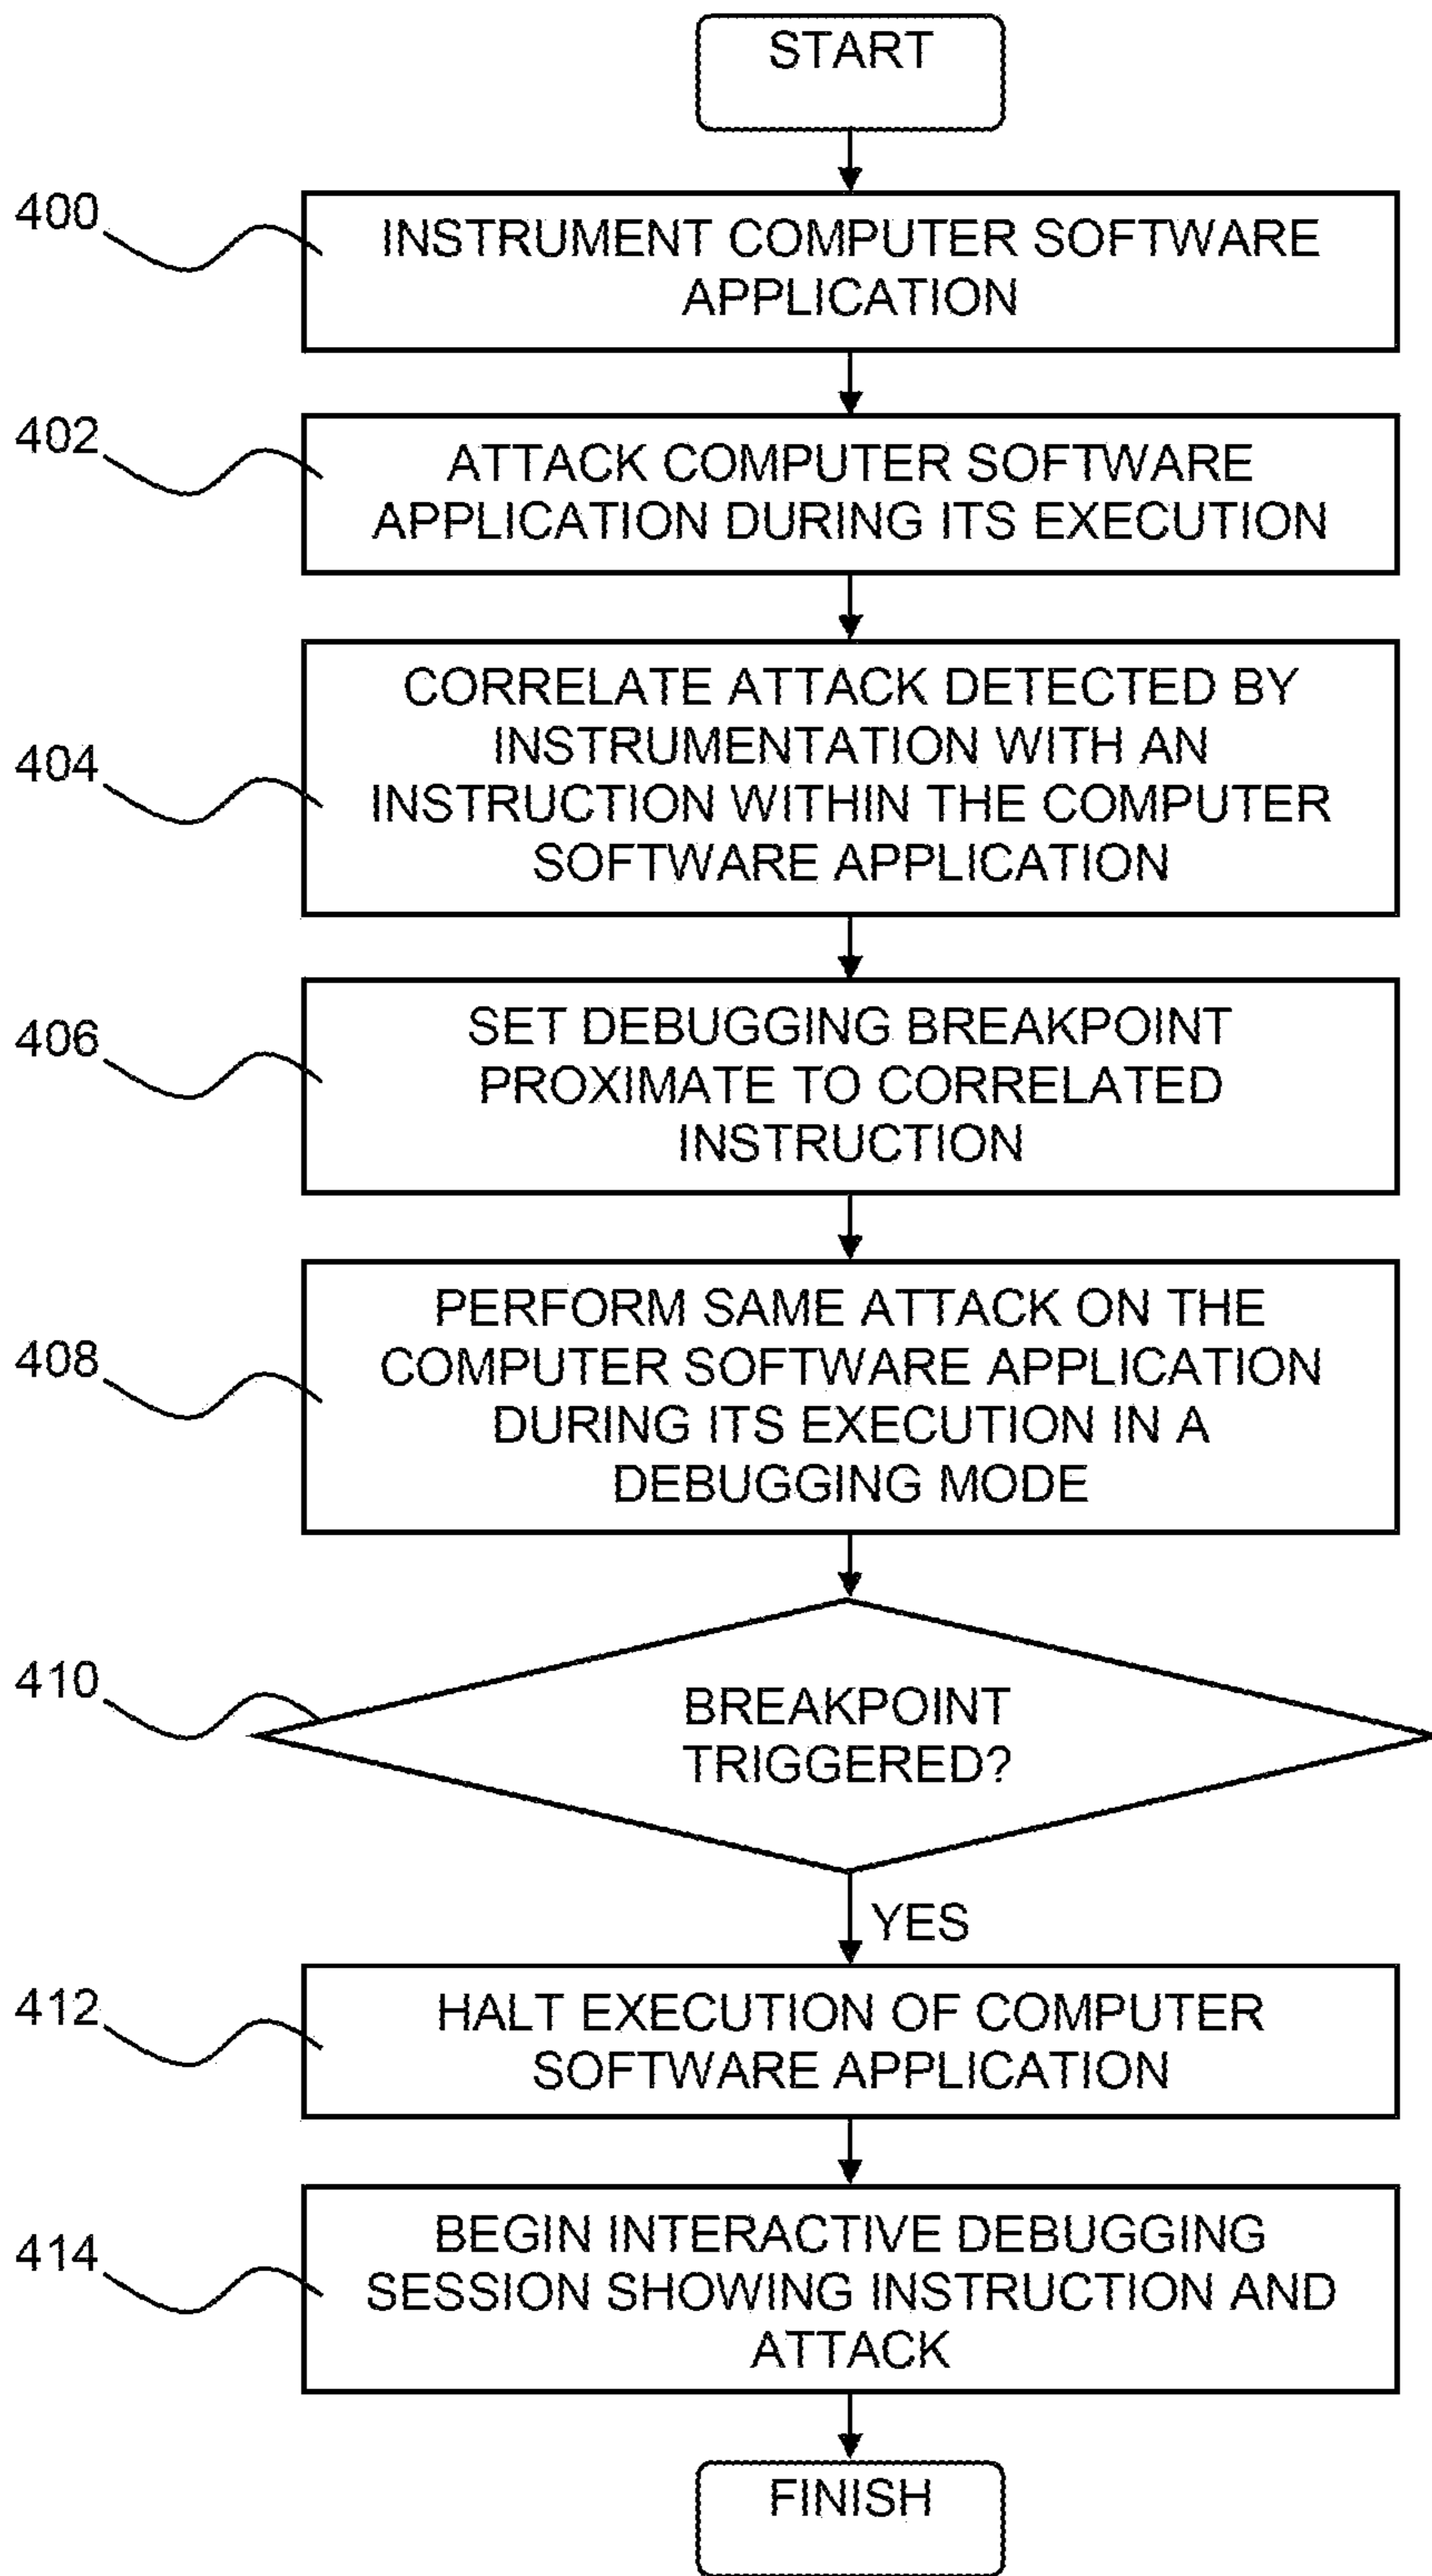 START
400
INSTRUMENT COMPUTER SOFTWARE
APPLICATION
402
ATTACK COMPUTER SOFTWARE
APPLICATION DURING ITS EXECUTION
404
CORRELATE ATTACK DETECTED BY
INSTRUMENTATION WITH AN
INSTRUCTION WITHIN THE COMPUTER
SOFTWARE APPLICATION
406
SET DEBUGGING BREAKPOINT
PROXIMATE TO CORRELATED
INSTRUCTION
408
PERFORM SAME ATTACK ON THE
COMPUTER SOFTWARE APPLICATION
DURING ITS EXECUTION IN A
DEBUGGING MODE
410
BREAKPOINT
TRIGGERED?
YES
412
HALT EXECUTION OF COMPUTER
SOFTWARE APPLICATION
414
BEGIN INTERACTIVE DEBUGGING
SESSION SHOWING INSTRUCTION AND
ATTACK
FINISH